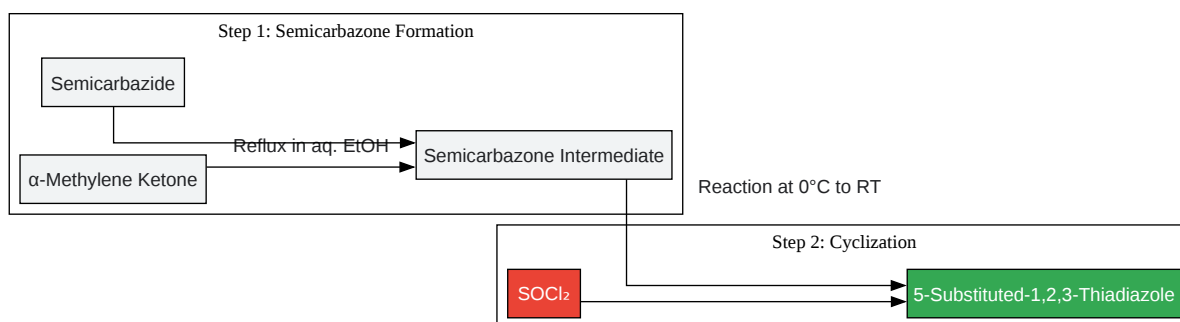 Step 1: Semicarbazone Formation
Semicarbazide
Reflux in aq. EtOH
Semicarbazone Intermediate
α-Methylene Ketone
Reaction at 0°C to RT
Step 2: Cyclization
SOCl₂
5-Substituted-1,2,3-Thiadiazole